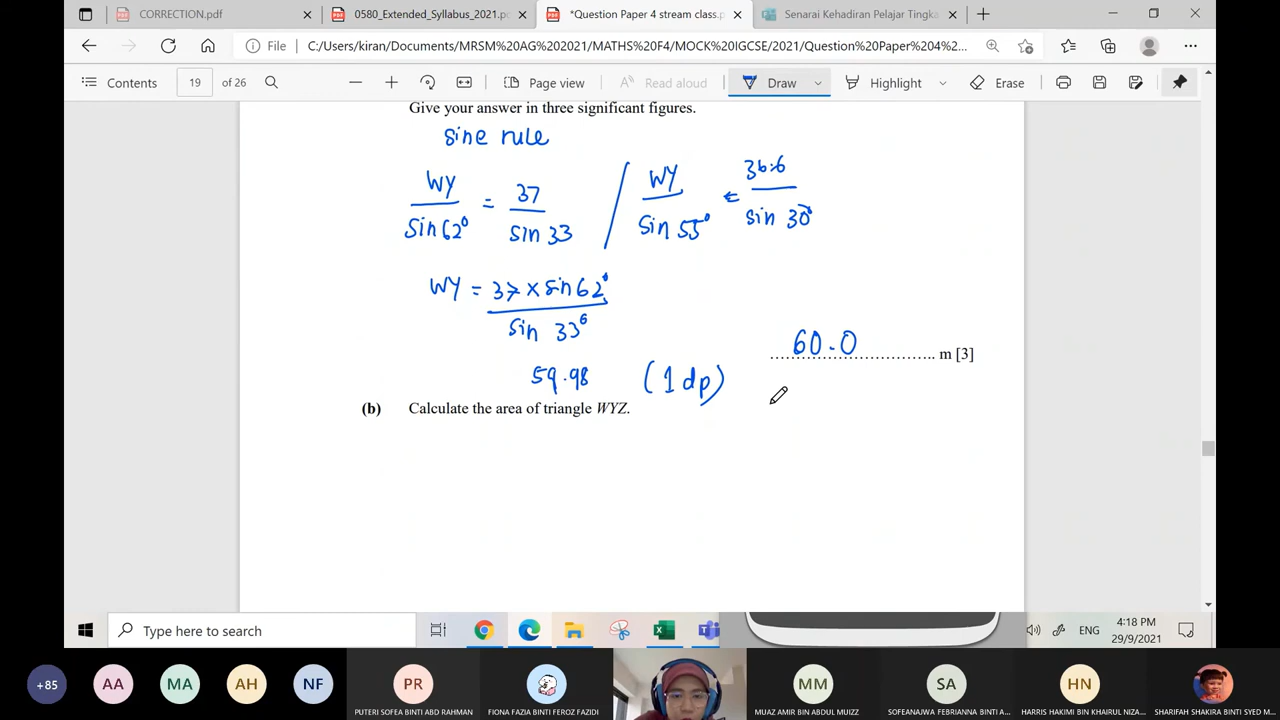 CORRECTION.pdf
0580_Extended_Syllabus_2021.p
*Question Paper 4 stream class.p
Senarai Kehadiran Pelajar Tingka
File
C:/Users/kiran/Documents/MRSM%20AG%202021/MATHS%20F4/MOCK%20IGCSE/2021/Question%20Paper%204%2...
Contents
19 of 26
Page view
Read aloud
Draw
Highlight
Erase
Give your answer in three significant figures.
sine rule
WY / sin 62° = 37 / sin 33 / WY / sin 55° = 36.6 / sin 30°
WY = 37 × sin 62° / sin 33°
60.0
........................................ m [3]
59.98 (1 dp)
(b) Calculate the area of triangle WYZ.
Type here to search
ENG
4:18 PM
29/9/2021
+85
AA
MA
AH
NF
PR
PUTERI SOFEA BINTI ABD RAHMAN
FIONA FAZIA BINTI FEROZ FAZIDI
MM
MUAZ AMIR BIN ABDUL MUIZZ
SA
SOFEANAJWA FEBRIANNA BINTI A...
HN
HARRIS HAKIMI BIN KHAIRUL NIZA...
SHARIFAH SHAKIRA BINTI SYED M...